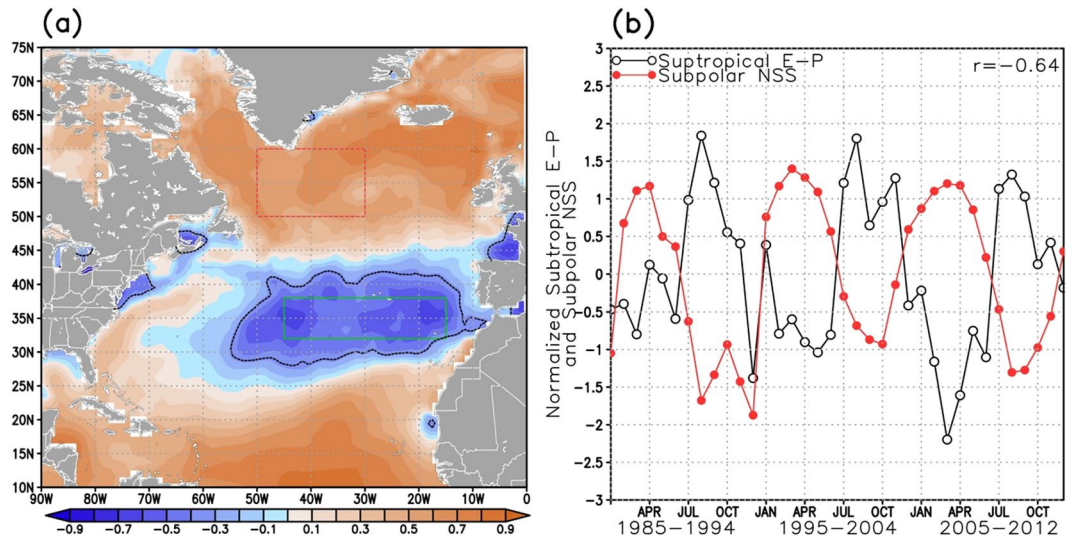 (a)
75N
70N
65N
60N
55N
50N
45N
40N
35N
30N
25N
20N
15N
10N
90W 80W 70W 60W 50W 40W 30W 20W 10W 0
−0.9 −0.7 −0.5 −0.3 −0.1 0.1 0.3 0.5 0.7 0.9
(b)
Suptropical E−P
Subpolar NSS
r=−0.64
Normalized Subtropical E−P
and Subpolar NSS
3
2.5
2
1.5
1
0.5
0
−0.5
−1
−1.5
−2
−2.5
−3
APR JUL OCT JAN APR JUL OCT JAN APR JUL OCT
1985−1994 1995−2004 2005−2012